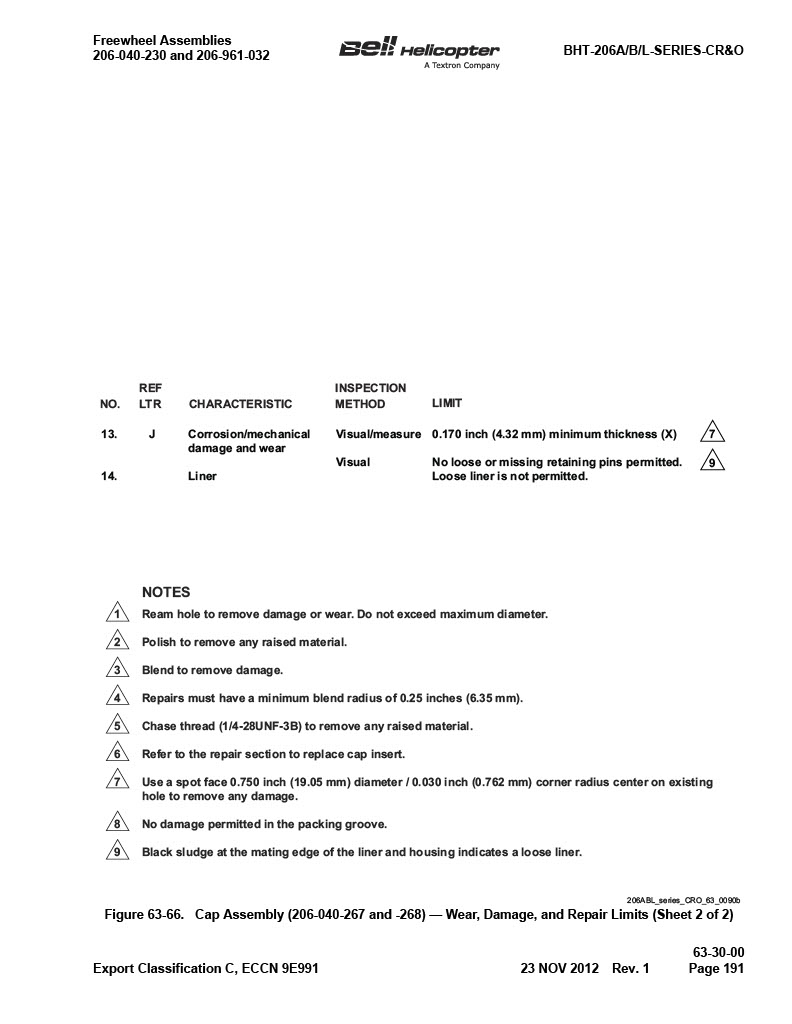 Freewheel Assemblies
206-040-230 and 206-961-032
Bell Helicopter
A Textron Company
BHT-206A/B/L-SERIES-CR&O
REF INSPECTION
NO. LTR CHARACTERISTIC METHOD LIMIT
13. J Corrosion/mechanical Visual/measure 0.170 inch (4.32 mm) minimum thickness (X) 7
damage and wear
Visual No loose or missing retaining pins permitted. 9
14. Liner Loose liner is not permitted.
NOTES
1 Ream hole to remove damage or wear. Do not exceed maximum diameter.
2 Polish to remove any raised material.
3 Blend to remove damage.
4 Repairs must have a minimum blend radius of 0.25 inches (6.35 mm).
5 Chase thread (1/4-28UNF-3B) to remove any raised material.
6 Refer to the repair section to replace cap insert.
7 Use a spot face 0.750 inch (19.05 mm) diameter / 0.030 inch (0.762 mm) corner radius center on existing
hole to remove any damage.
8 No damage permitted in the packing groove.
9 Black sludge at the mating edge of the liner and housing indicates a loose liner.
206ABL_series_CRO_63_0090b
Figure 63-66. Cap Assembly (206-040-267 and -268) — Wear, Damage, and Repair Limits (Sheet 2 of 2)
63-30-00
Export Classification C, ECCN 9E991 23 NOV 2012 Rev. 1 Page 191